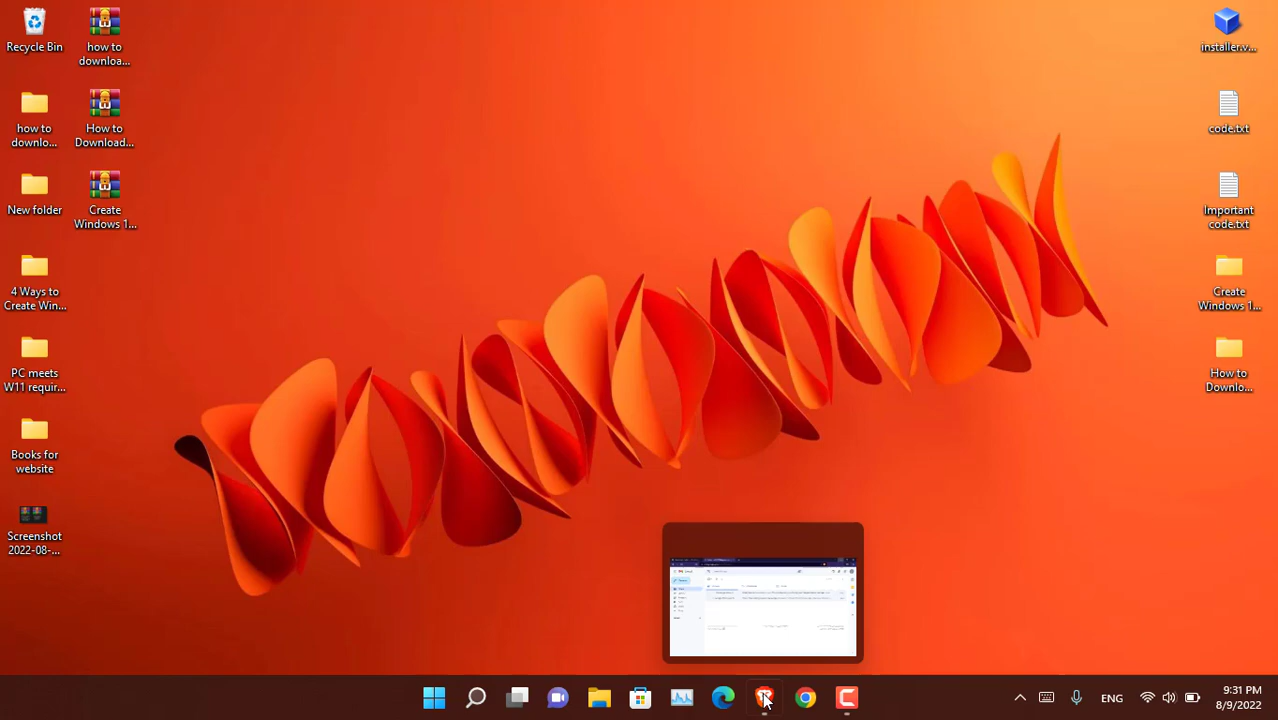 Recycle Bin
how to
downloa...
how to
downlo...
How to
Download...
New folder
Create
Windows 1...
4 Ways to
Create Win...
PC meets
W11 requir...
Books for
website
Screenshot
2022-08-...
installer.v...
code.txt
Important
code.txt
Create
Windows 1...
How to
Downlo...
ENG
9:31 PM
8/9/2022